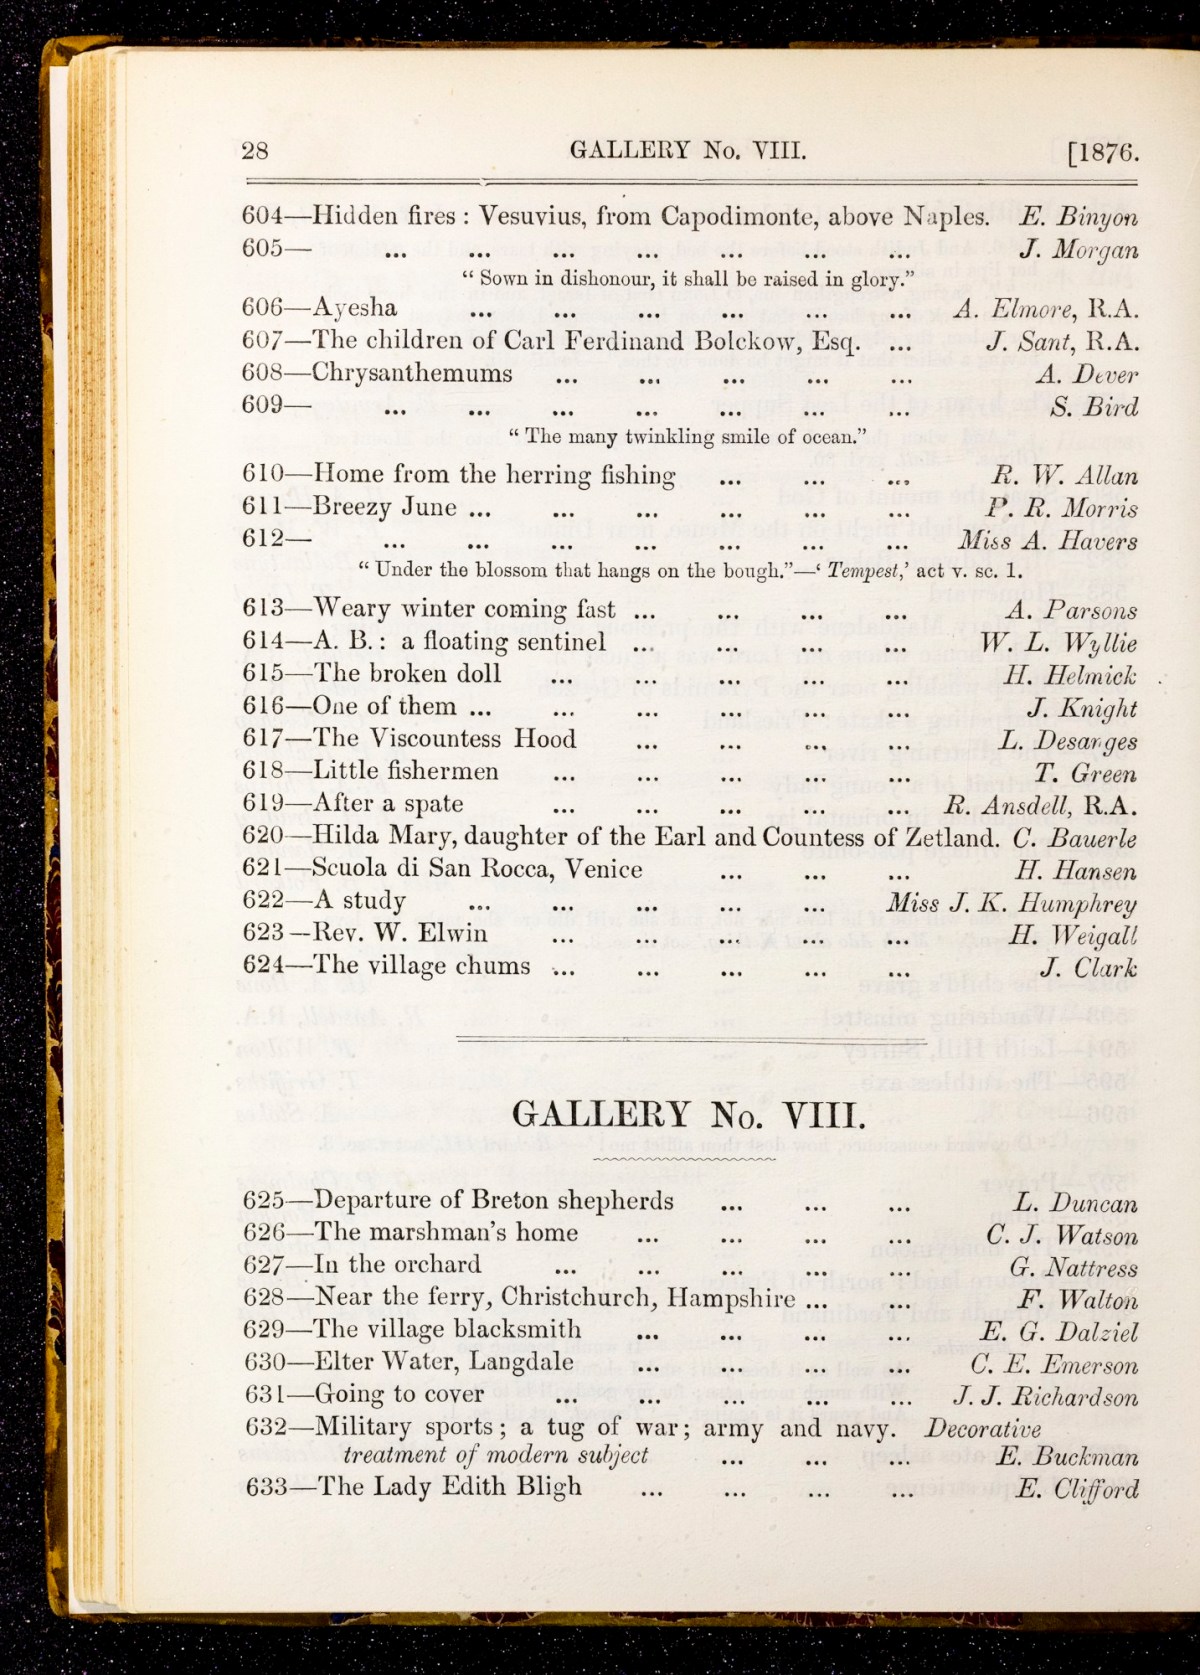 28 GALLERY No. VIII. [1876.
604—Hidden fires : Vesuvius, from Capodimonte, above Naples. E. Binyon
605— ... ... ... ... ... ... ... J. Morgan
“ Sown in dishonour, it shall be raised in glory.”
606—Ayesha ... ... ... ... ... ... A. Elmore, R.A.
607—The children of Carl Ferdinand Bolckow, Esq. ... J. Sant, R.A.
608—Chrysanthemums ... ... ... ... ... A. Dever
609— ... ... ... ... ... ... ... S. Bird
“ The many twinkling smile of ocean.”
610—Home from the herring fishing ... ... ... R. W. Allan
611—Breezy June ... ... ... ... ... ... P. R. Morris
612— ... ... ... ... ... ... ... Miss A. Havers
“ Under the blossom that hangs on the bough.”—‘ Tempest,’ act v. sc. 1.
613—Weary winter coming fast ... ... ... ... A. Parsons
614—A. B. : a floating sentinel ... ... ... ... W. L. Wyllie
615—The broken doll ... ... ... ... ... H. Helmick
616—One of them ... ... ... ... ... ... J. Knight
617—The Viscountess Hood ... ... ... ... L. Desanges
618—Little fishermen ... ... ... ... ... T. Green
619—After a spate ... ... ... ... R. Ansdell, R.A.
620—Hilda Mary, daughter of the Earl and Countess of Zetland. C. Bauerle
621—Scuola di San Rocca, Venice ... ... ... H. Hansen
622—A study ... ... ... ... ... Miss J. K. Humphrey
623—Rev. W. Elwin ... ... ... ... ... H. Weigall
624—The village chums ... ... ... ... ... J. Clark
GALLERY No. VIII.
625—Departure of Breton shepherds ... ... ... L. Duncan
626—The marshman’s home ... ... ... ... C. J. Watson
627—In the orchard ... ... ... ... ... G. Nattress
628—Near the ferry, Christchurch, Hampshire ... ... F. Walton
629—The village blacksmith ... ... ... ... E. G. Dalziel
630—Elter Water, Langdale ... ... ... ... C. E. Emerson
631—Going to cover ... ... ... ... ... J. J. Richardson
632—Military sports ; a tug of war ; army and navy. Decorative
treatment of modern subject ... ... ... E. Buckman
633—The Lady Edith Bligh ... ... ... ... E. Clifford